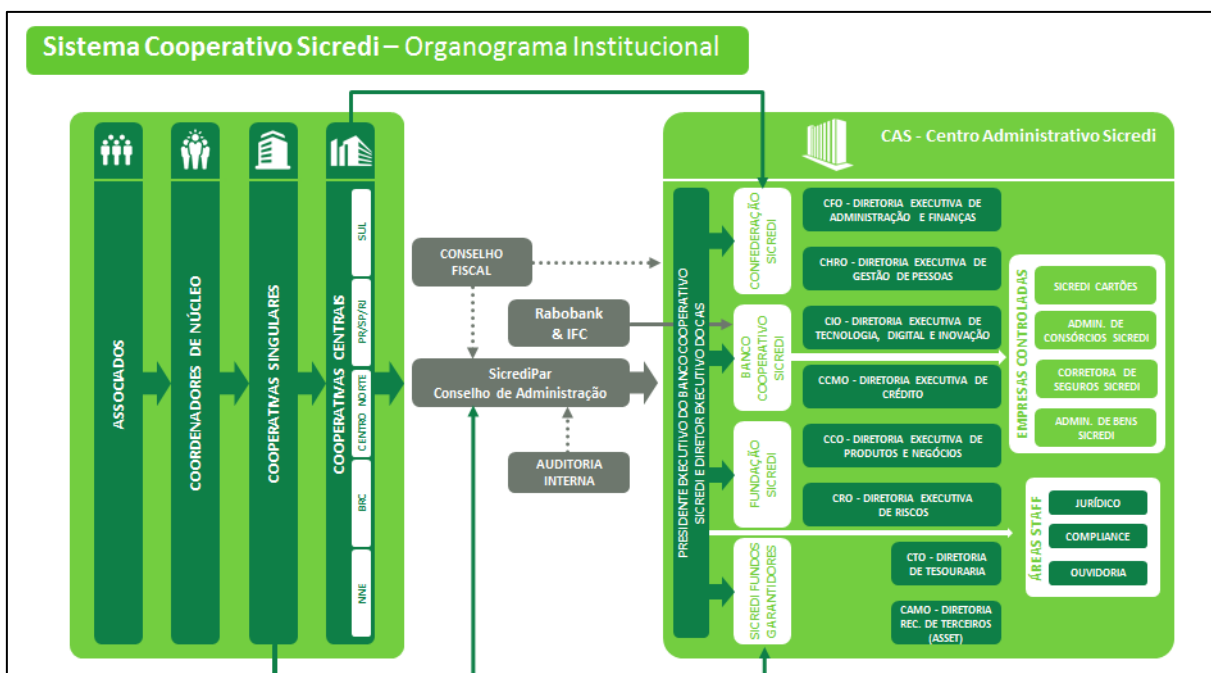 Sistema Cooperativo Sicredi – Organograma Institucional
ASSOCIADOS
COORDENADORES DE NÚCLEO
COOPERATIVAS SINGULARES
COOPERATIVAS CENTRAIS
SUL
PR/SP/RJ
CENTRO NORTE
BRC
NNE
CONSELHO
FISCAL
Rabobank
& IFC
SicrediPar
Conselho de Administração
AUDITORIA
INTERNA
CAS - Centro Administrativo Sicredi
PRESIDENTE EXECUTIVO DO BANCO COOPERATIVO
SICREDI E DIRETOR EXECUTIVO DO CAS
CONFEDERAÇÃO
SICREDI
BANCO
COOPERATIVO
SICREDI
FUNDAÇÃO
SICREDI
SICREDI FUNDOS
GARANTIDORES
CFO - DIRETORIA EXECUTIVA DE
ADMINISTRAÇÃO E FINANÇAS
CHRO - DIRETORIA EXECUTIVA DE
GESTÃO DE PESSOAS
CIO - DIRETORIA EXECUTIVA DE
TECNOLOGIA, DIGITAL E INOVAÇÃO
CCMO - DIRETORIA EXECUTIVA DE
CRÉDITO
CCO - DIRETORIA EXECUTIVA DE
PRODUTOS E NEGÓCIOS
CRO - DIRETORIA EXECUTIVA
DE RISCOS
CTO - DIRETORIA
DE TESOURARIA
CAMO - DIRETORIA
REC. DE TERCEIROS
(ASSET)
EMPRESAS CONTROLADAS
SICREDI CARTÕES
ADMIN. DE
CONSÓRCIOS SICREDI
CORRETORA DE
SEGUROS SICREDI
ADMIN. DE BENS
SICREDI
ÁREAS STAFF
JURÍDICO
COMPLIANCE
OUVIDORIA